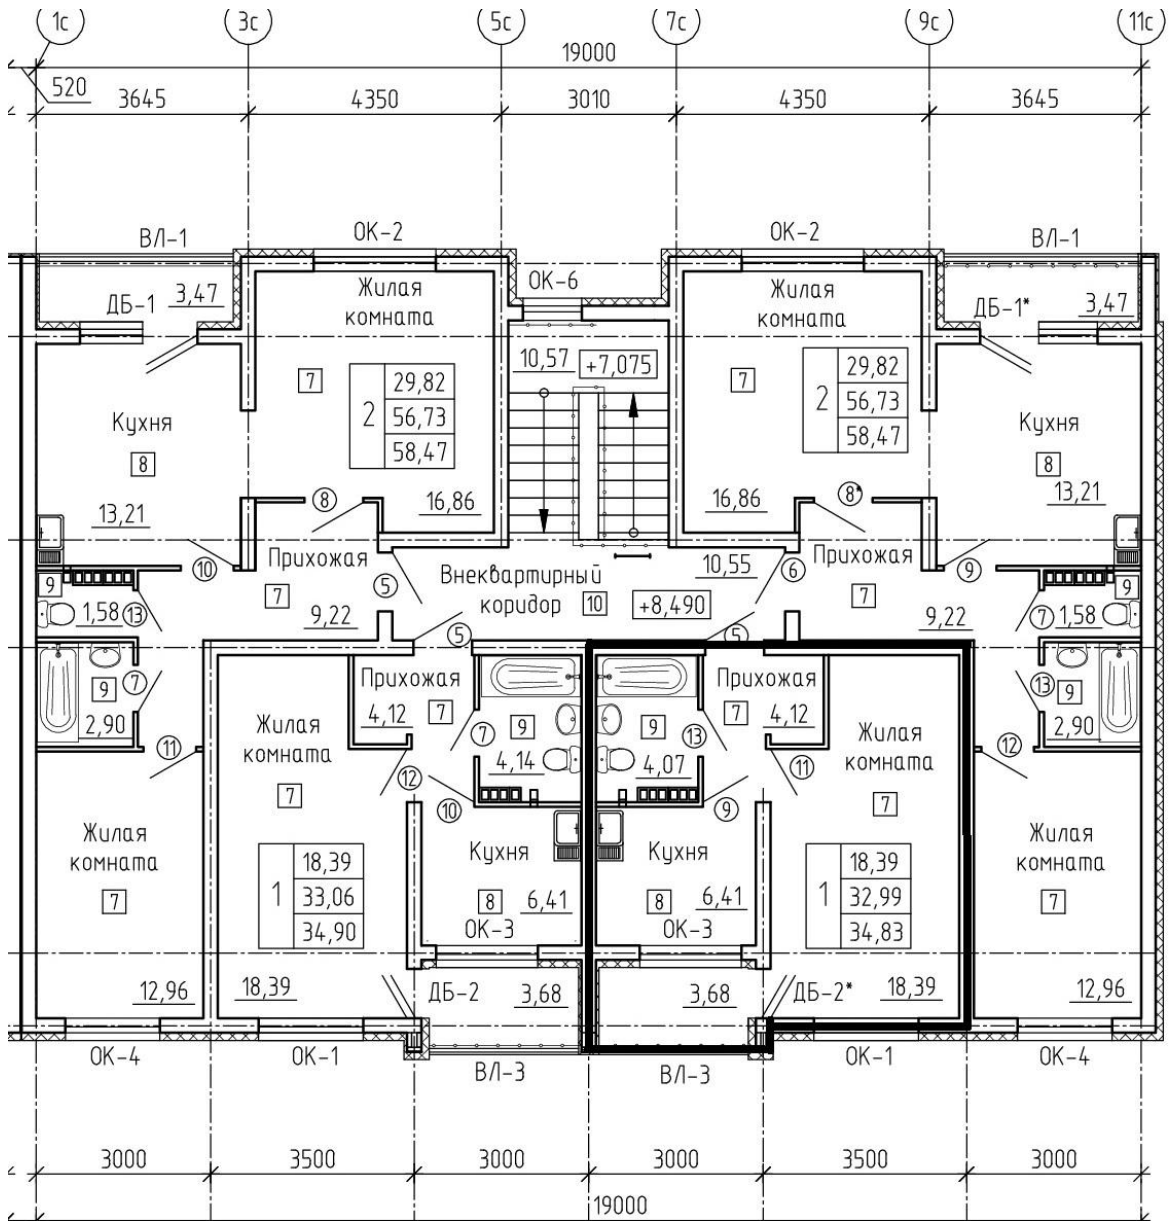 1с 3с 5с 7с 9с 11с
19000
520
3645 4350 3010 4350 3645
ВЛ-1 ОК-2 ОК-2 ВЛ-1
ДБ-1 3,47
Жилая
комната
ОК-6
Жилая
комната
ДБ-1* 3,47
10,57 +7,075
7
2 29,82
56,73
58,47
7
2 29,82
56,73
58,47
Кухня
8
13,21
16,86
8
16,86
8*
Кухня
8
13,21
10
Прихожая
7
9,22
5
Внеквартирный
коридор 10
10,55
+8,490
6
Прихожая
7
9,22
9
9
1,58 13
5
5
7 1,58
9
9
2,90
7
11
Прихожая
4,12 7
7
9
4,14
9
4,07
13
Прихожая
7 4,12
13
9
2,90
12
Жилая
комната
7
12
10
11
9
Жилая
комната
7
Жилая
комната
7
1 18,39
33,06
34,90
Кухня
8 6,41
ОК-3
Кухня
8 6,41
ОК-3
1 18,39
32,99
34,83
Жилая
комната
7
12,96
18,39
ДБ-2 3,68
3,68 ДБ-2*
18,39
12,96
ОК-4 ОК-1 ВЛ-3 ВЛ-3 ОК-1 ОК-4
3000 3500 3000 3000 3500 3000
19000